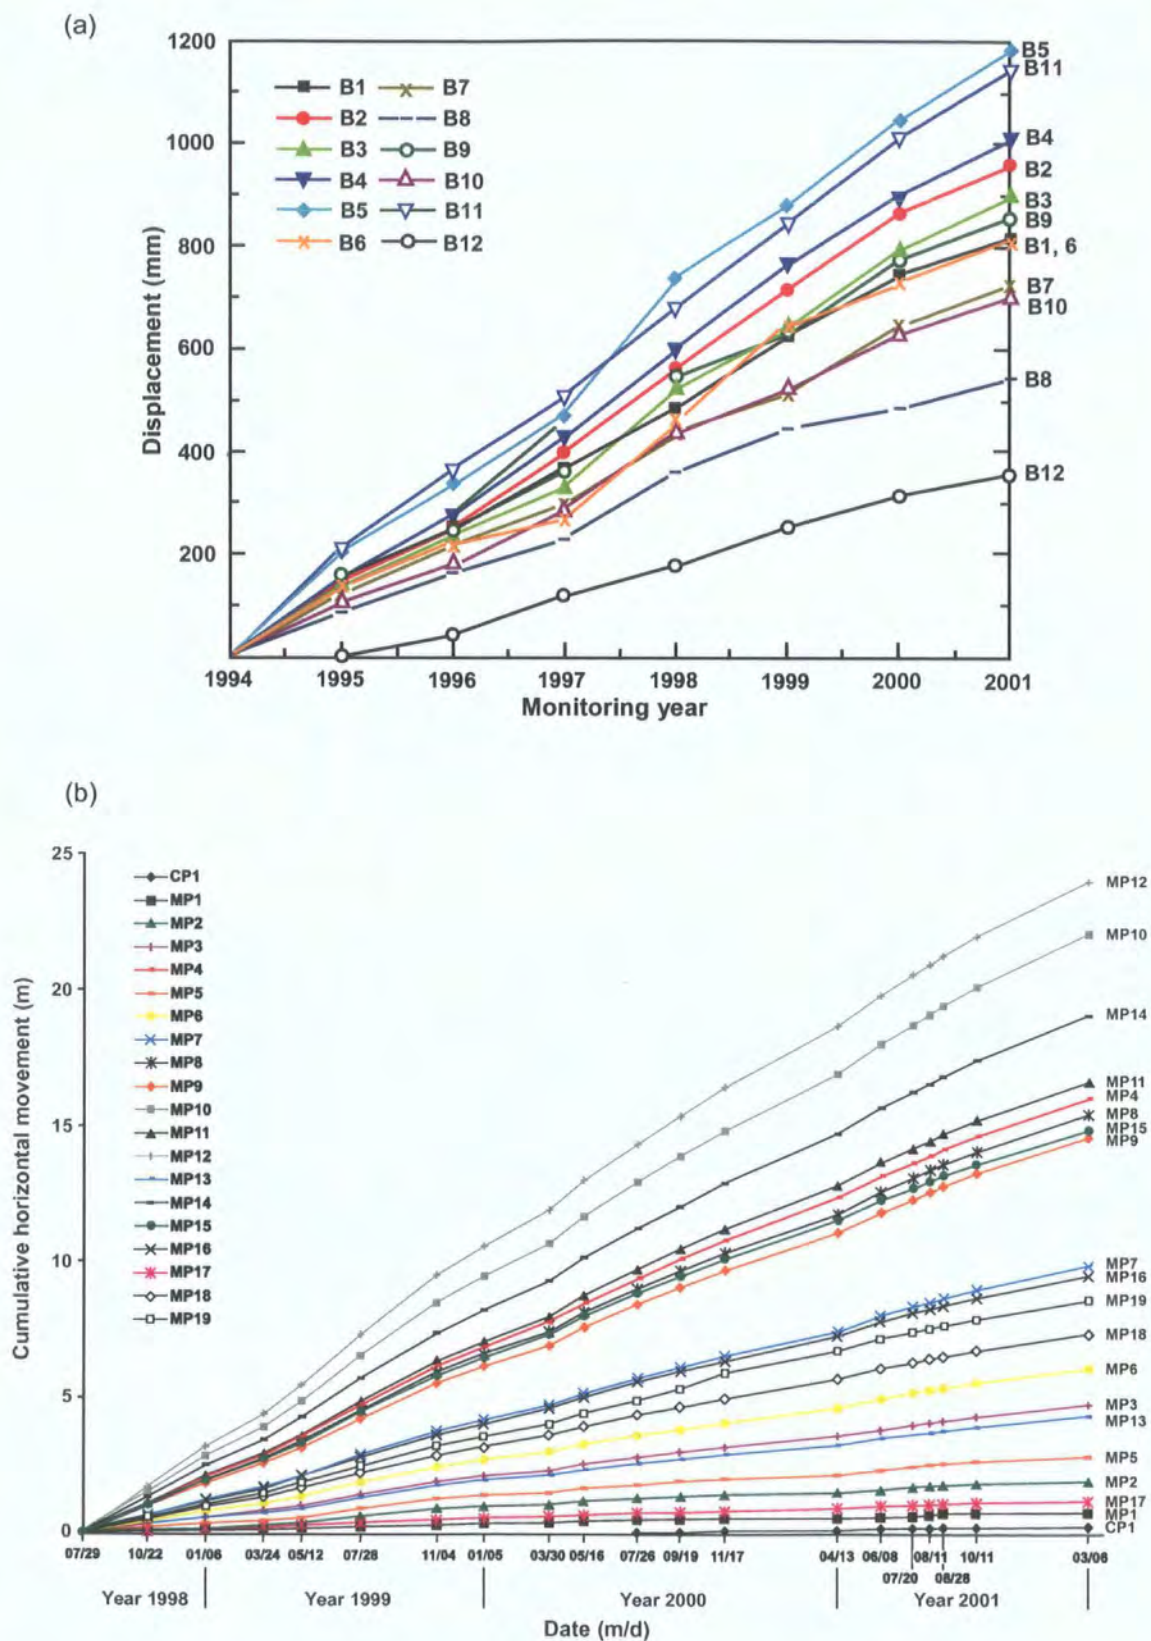 (a)
1200
1000
800
600
400
200
0
Displacement (mm)
B1 B7
B2 B8
B3 B9
B4 B10
B5 B11
B6 B12
B5
B11
B4
B2
B3
B9
B1, 6
B7
B10
B8
B12
1994 1995 1996 1997 1998 1999 2000 2001
Monitoring year
(b)
25
20
15
10
5
0
Cumulative horizontal movement (m)
CP1
MP1
MP2
MP3
MP4
MP5
MP6
MP7
MP8
MP9
MP10
MP11
MP12
MP13
MP14
MP15
MP16
MP17
MP18
MP19
MP12
MP10
MP14
MP11
MP4
MP8
MP15
MP9
MP7
MP16
MP19
MP18
MP6
MP3
MP13
MP5
MP2
MP17
MP1
CP1
07/29 10/22 01/06 03/24 05/12 07/28 11/04 01/05 03/30 05/16 07/26 09/19 11/17 04/13 06/08 08/11 10/11 03/06
07/20 08/28
Year 1998 Year 1999 Year 2000 Year 2001
Date (m/d)